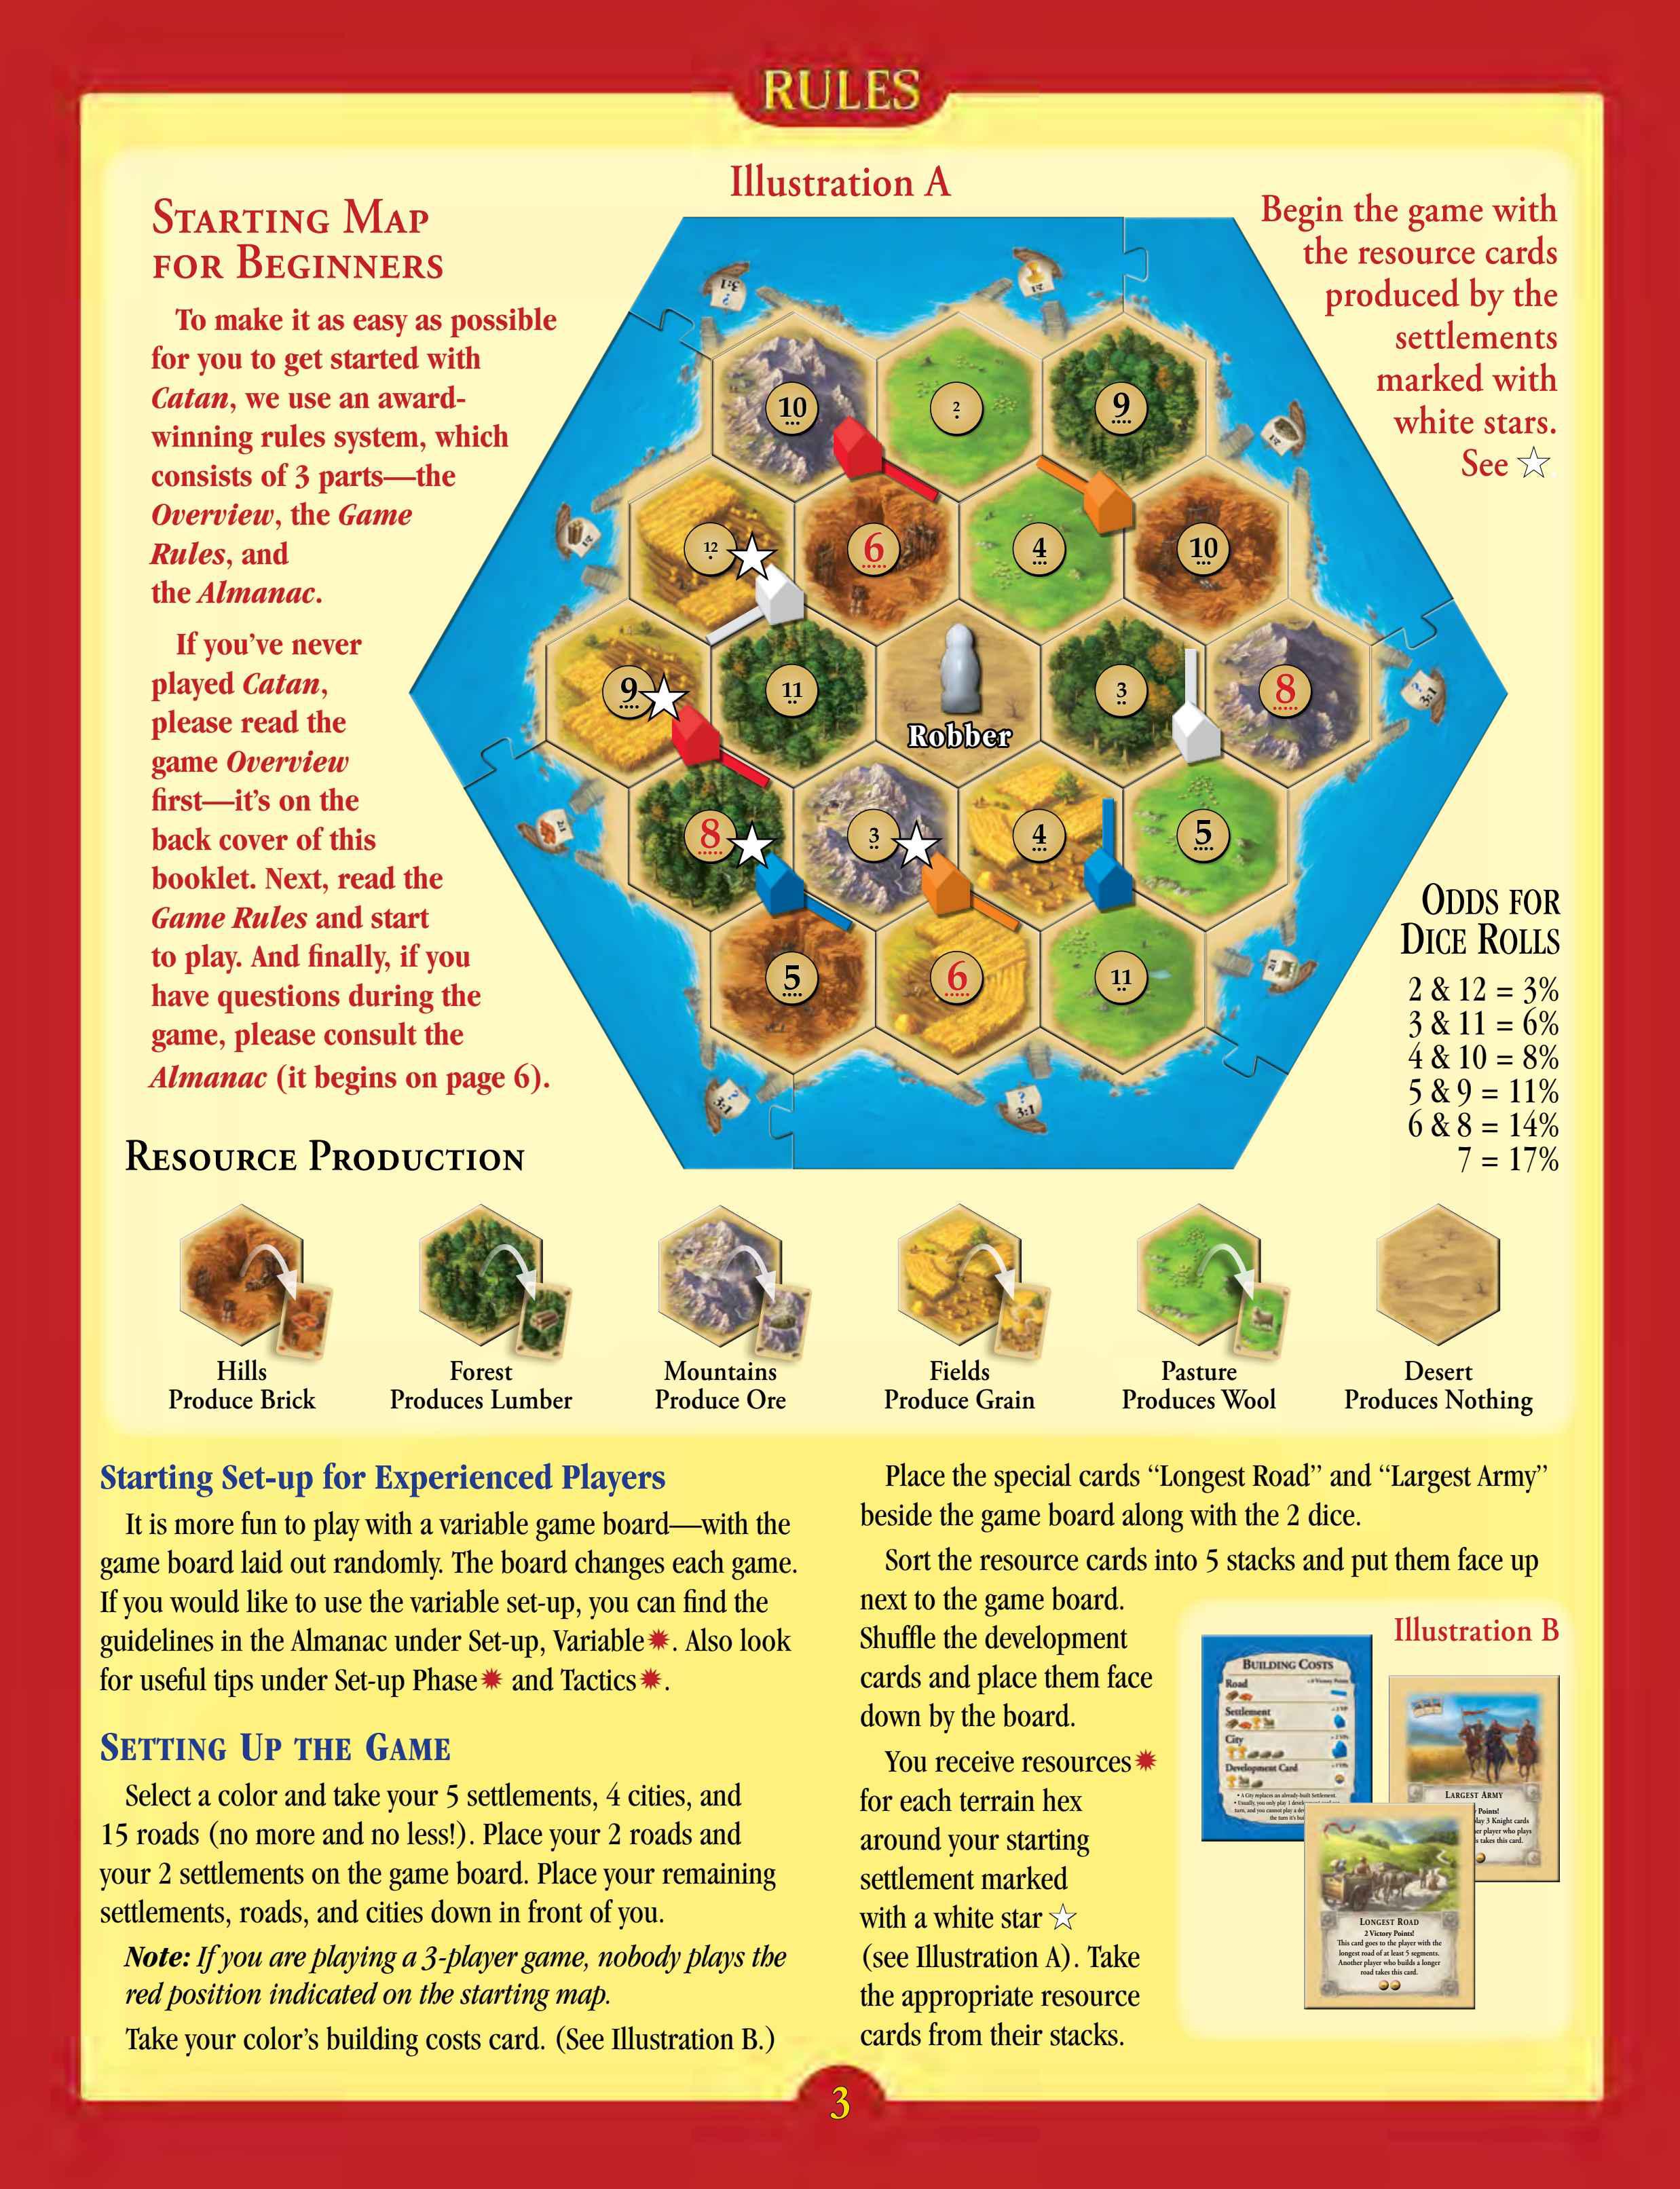 RULES
Illustration A
STARTING MAP
FOR BEGINNERS
To make it as easy as possible
for you to get started with
Catan, we use an award-
winning rules system, which
consists of 3 parts—the
Overview, the Game
Rules, and
the Almanac.
If you've never
played Catan,
please read the
game Overview
first—it's on the
back cover of this
booklet. Next, read the
Game Rules and start
to play. And finally, if you
have questions during the
game, please consult the
Almanac (it begins on page 6).
Begin the game with
the resource cards
produced by the
settlements
marked with
white stars.
See ☆
3:1 ?
2:1
10
2
9
2:1
2:1
12
6
4
10
9
11
Robber
3
8
? 3:1
2:1
8
3
4
5
5
6
11
2:1
? 3:1
? 3:1
ODDS FOR
DICE ROLLS
2 & 12 = 3%
3 & 11 = 6%
4 & 10 = 8%
5 & 9 = 11%
6 & 8 = 14%
7 = 17%
RESOURCE PRODUCTION
Hills
Produce Brick
Forest
Produces Lumber
Mountains
Produce Ore
Fields
Produce Grain
Pasture
Produces Wool
Desert
Produces Nothing
Starting Set-up for Experienced Players
It is more fun to play with a variable game board—with the
game board laid out randomly. The board changes each game.
If you would like to use the variable set-up, you can find the
guidelines in the Almanac under Set-up, Variable✹. Also look
for useful tips under Set-up Phase✹ and Tactics✹.
SETTING UP THE GAME
Select a color and take your 5 settlements, 4 cities, and
15 roads (no more and no less!). Place your 2 roads and
your 2 settlements on the game board. Place your remaining
settlements, roads, and cities down in front of you.
Note: If you are playing a 3-player game, nobody plays the
red position indicated on the starting map.
Take your color's building costs card. (See Illustration B.)
Place the special cards “Longest Road” and “Largest Army”
beside the game board along with the 2 dice.
Sort the resource cards into 5 stacks and put them face up
next to the game board.
Shuffle the development
cards and place them face
down by the board.
You receive resources✹
for each terrain hex
around your starting
settlement marked
with a white star ☆
(see Illustration A). Take
the appropriate resource
cards from their stacks.
Illustration B
BUILDING COSTS
Road
Settlement
City
Development Card
• A City replaces an already-built Settlement.
LARGEST ARMY
Points!
3 Knight cards
player who plays
takes this card.
LONGEST ROAD
2 Victory Points!
This card goes to the player with the
longest road of at least 5 segments.
Another player who builds a longer
road takes this card.
3